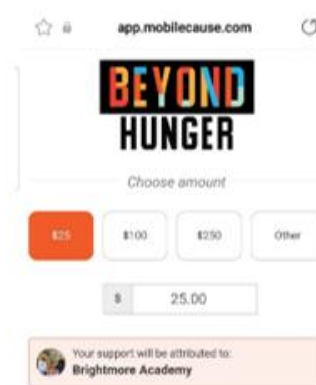 app.mobilecause.com
BEYOND
HUNGER
Choose amount
$25 $100 $250 Other
$ 25.00
Your support will be attributed to:
Brightmore Academy